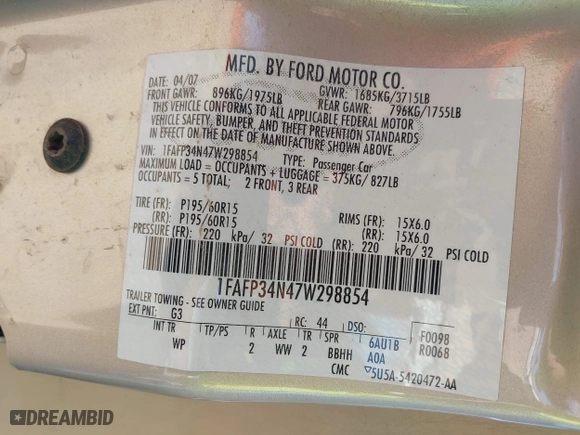 MFD. BY FORD MOTOR CO.
DATE: 04/07 GVWR: 1685KG/3715LB
FRONT GAWR: 896KG/1975LB REAR GAWR: 796KG/1755LB
THIS VEHICLE CONFORMS TO ALL APPLICABLE FEDERAL MOTOR
VEHICLE SAFETY, BUMPER, AND THEFT PREVENTION STANDARDS
IN EFFECT ON THE DATE OF MANUFACTURE SHOWN ABOVE.
VIN: 1FAFP34N47W298854 TYPE: Passenger Car
MAXIMUM LOAD = OCCUPANTS + LUGGAGE = 375KG/827LB
OCCUPANTS = 5 TOTAL; 2 FRONT, 3 REAR
TIRE (FR): P195/60R15 RIMS (FR): 15X6.0
(RR): P195/60R15 (RR): 15X6.0
PRESSURE (FR): 220 kPa/ 32 PSI COLD (RR): 220 kPa/ 32 PSI COLD
1FAFP34N47W298854
TRAILER TOWING - SEE OWNER GUIDE
EXT PNT: G3 RC: 44 DSO: F0098
INT TR TP/PS R AXLE TR SPR 6AU1B R0068
WP 2 WW 2 BBHH A0A
CMC ▽5U5A-5420472-AA
DREAMBID